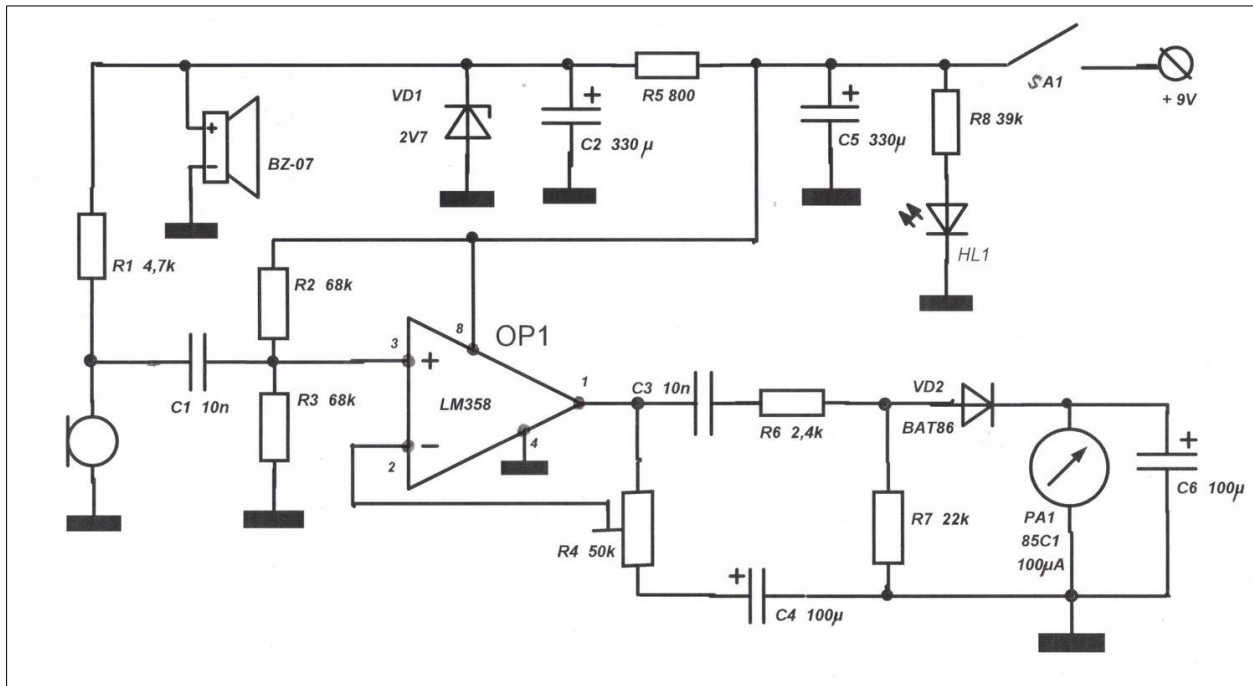 SA1
+ 9V
R5 800
VD1
2V7
C2 330 µ
C5 330µ
R8 39k
BZ-07
HL1
R1 4,7k
R2 68k
8
OP1
3
+
C1 10n
R3 68k
LM358
1
C3 10n
VD2
BAT86
R6 2,4k
4
2
−
R4 50k
R7 22k
PA1
85C1
100µA
C6 100µ
C4 100µ